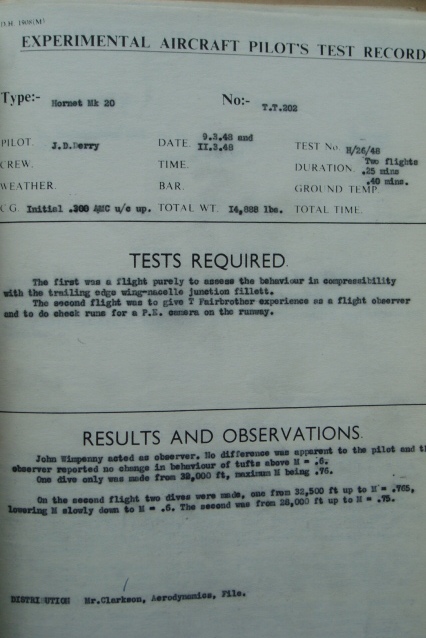 D.H. 1908(M)
EXPERIMENTAL AIRCRAFT PILOT'S TEST RECORD
Type:- Hornet Mk 20 No:- T.T.202
PILOT. J.D.Derry DATE. 9.3.48 and II.3.48 TEST No. H/26/48
CREW. TIME. DURATION. Two flights .25 mins .40 mins.
WEATHER. BAR. GROUND TEMP.
C.G. Initial .300 AMC u/c up. TOTAL WT. I4,888 lbs. TOTAL TIME.
TESTS REQUIRED.
The first was a flight purely to assess the behaviour in compressibility
with the trailing edge wing-nacelle junction fillett.
The second flight was to give T Fairbrother experience as a flight observer
and to do check runs for a P.E. camera on the runway.
RESULTS AND OBSERVATIONS.
John Wimpenny acted as observer. No difference was apparent to the pilot and th
observer reported no change in behaviour of tufts above M = .6.
One dive only was made from 32,000 ft, maximum M being .76.
On the second flight two dives were made, one from 32,500 ft up to M = .765,
lowering M slowly down to M = .6. The second was from 28,000 ft up to M = .75.
DISTRIBUTION Mr.Clarkson, Aerodynamics, File.